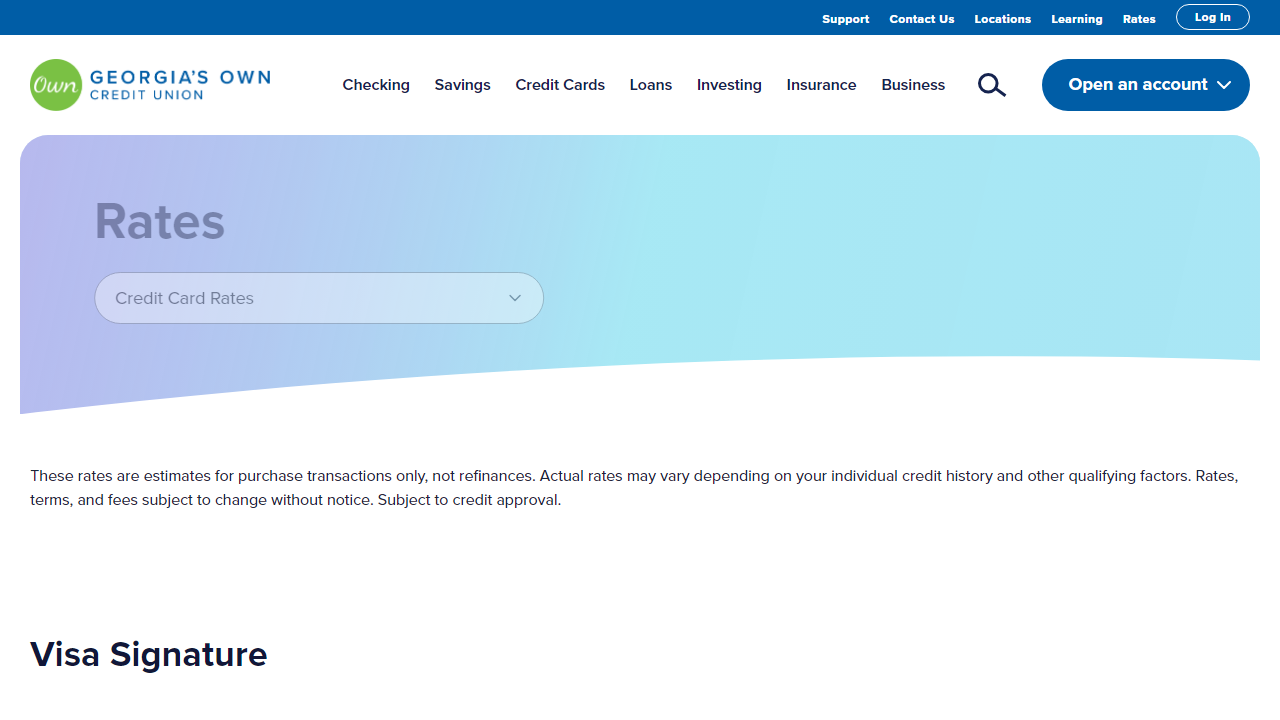 Support Contact Us Locations Learning Rates Log In
Own GEORGIA'S OWN
CREDIT UNION
Checking Savings Credit Cards Loans Investing Insurance Business Open an account
Rates
Credit Card Rates
These rates are estimates for purchase transactions only, not refinances. Actual rates may vary depending on your individual credit history and other qualifying factors. Rates,
terms, and fees subject to change without notice. Subject to credit approval.
Visa Signature